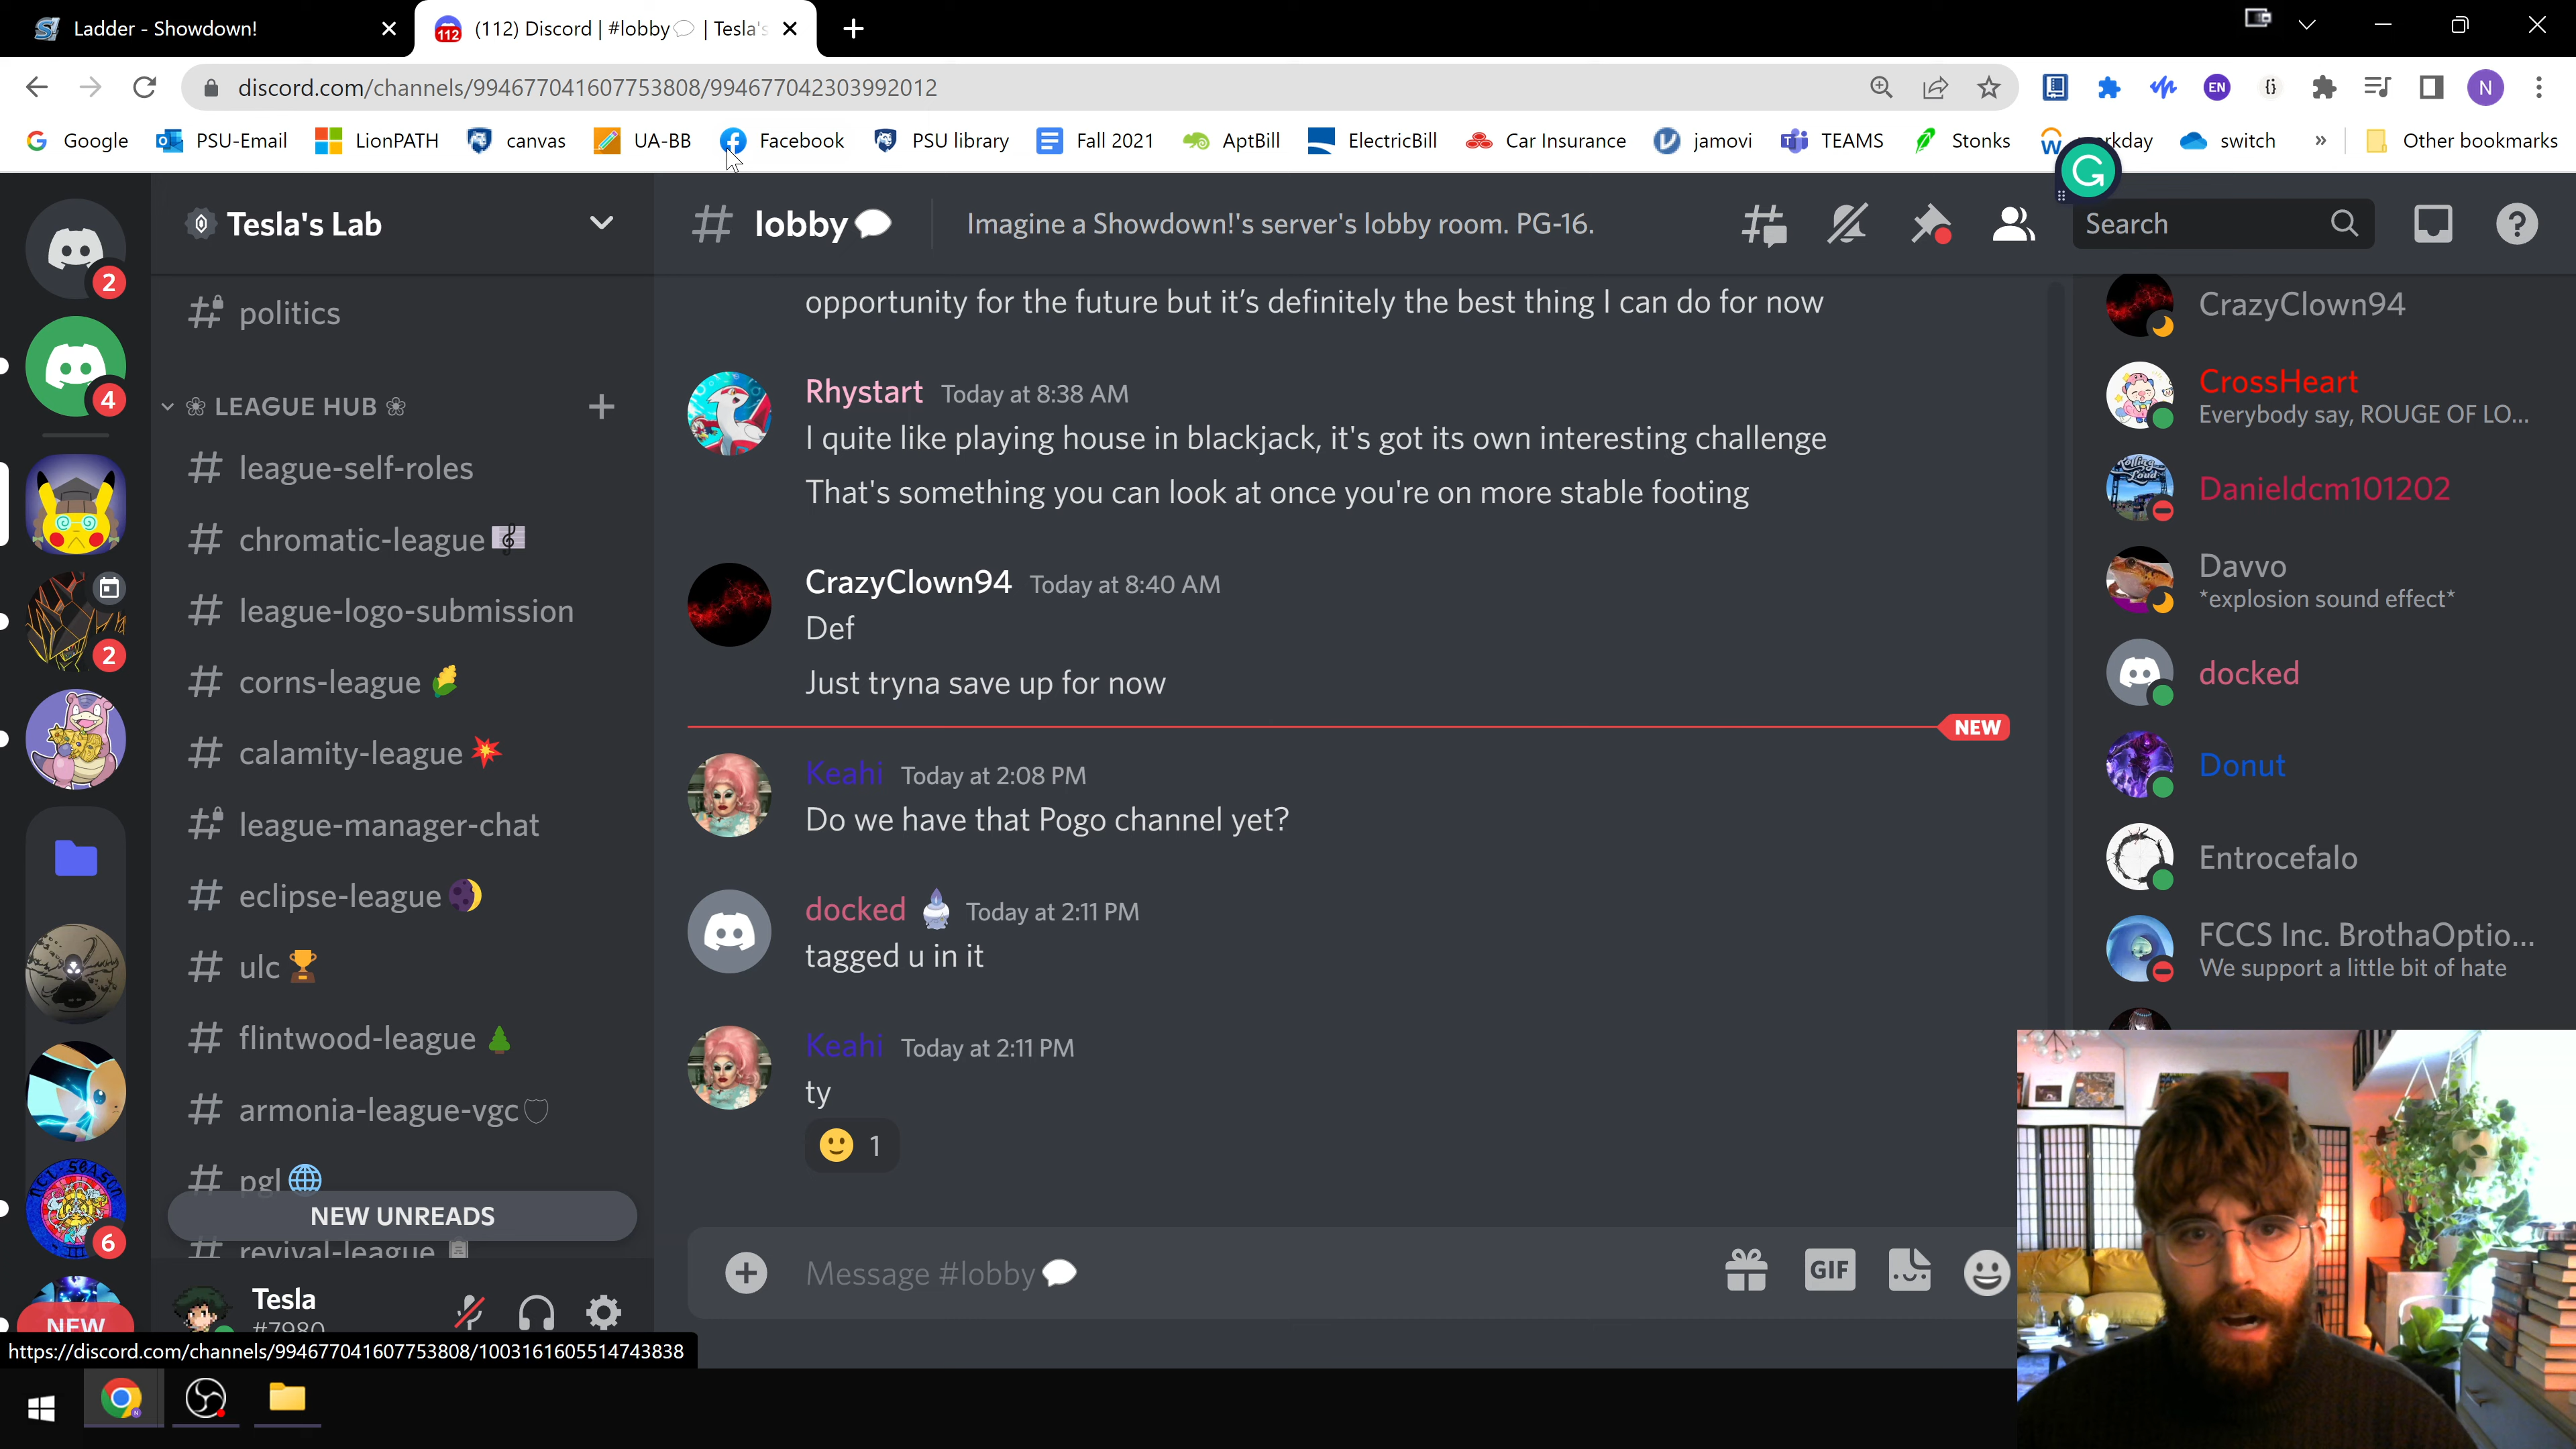 Ladder - Showdown!
112
(112) Discord | #lobby💬 | Tesla's
discord.com/channels/994677041607753808/994677042303992012
EN
{}
N
Google
PSU-Email
LionPATH
canvas
UA-BB
Facebook
PSU library
Fall 2021
AptBill
ElectricBill
Car Insurance
jamovi
TEAMS
Stonks
switch
»
Other bookmarks
Tesla's Lab
lobby💬
Imagine a Showdown!'s server's lobby room. PG-16.
Search
2
4
2
6
NEW
politics
❀ LEAGUE HUB ❀
league-self-roles
chromatic-league🎼
league-logo-submission
corns-league🌽
calamity-league💥
league-manager-chat
eclipse-league🌒
ulc🏆
flintwood-league🌲
armonia-league-vgc🛡
pgl🌐
NEW UNREADS
revival-league
Tesla
#7980
opportunity for the future but it's definitely the best thing I can do for now
Rhystart Today at 8:38 AM
I quite like playing house in blackjack, it's got its own interesting challenge
That's something you can look at once you're on more stable footing
CrazyClown94 Today at 8:40 AM
Def
Just tryna save up for now
NEW
Keahi Today at 2:08 PM
Do we have that Pogo channel yet?
docked Today at 2:11 PM
tagged u in it
Keahi Today at 2:11 PM
ty
🙂 1
Message #lobby💬
GIF
CrazyClown94
CrossHeart
Everybody say, ROUGE OF LO...
Danieldcm101202
Davvo
*explosion sound effect*
docked
Donut
Entrocefalo
FCCS Inc. BrothaOptio...
We support a little bit of hate
https://discord.com/channels/994677041607753808/1003161605514743838